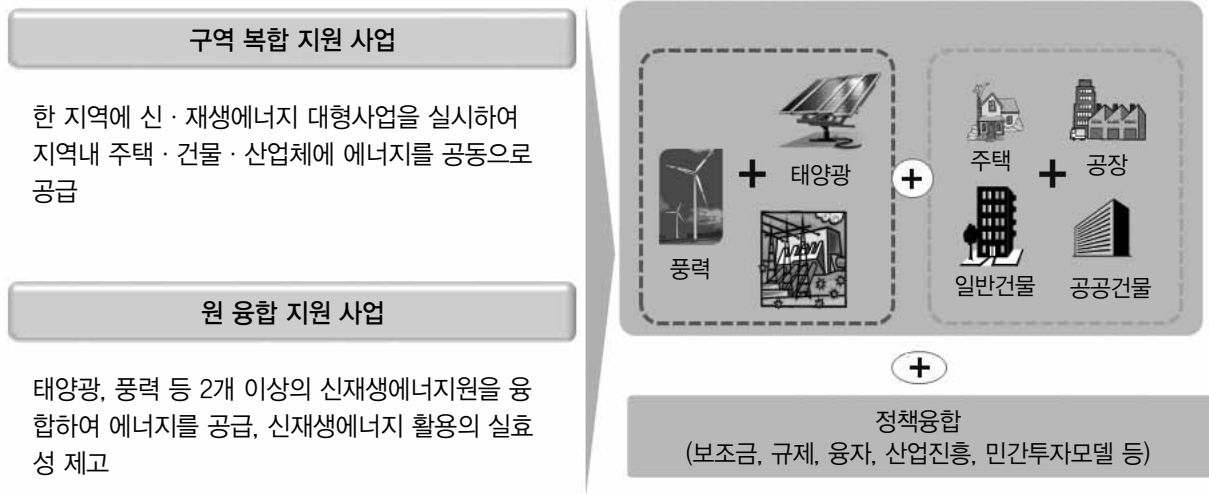 구역 복합 지원 사업
한 지역에 신 · 재생에너지 대형사업을 실시하여
지역내 주택 · 건물 · 산업체에 에너지를 공동으로
공급
원 융합 지원 사업
태양광, 풍력 등 2개 이상의 신재생에너지원을 융
합하여 에너지를 공급, 신재생에너지 활용의 실효
성 제고
풍력
+
태양광
+
주택
+
공장
일반건물
공공건물
+
정책융합
(보조금, 규제, 융자, 산업진흥, 민간투자모델 등)